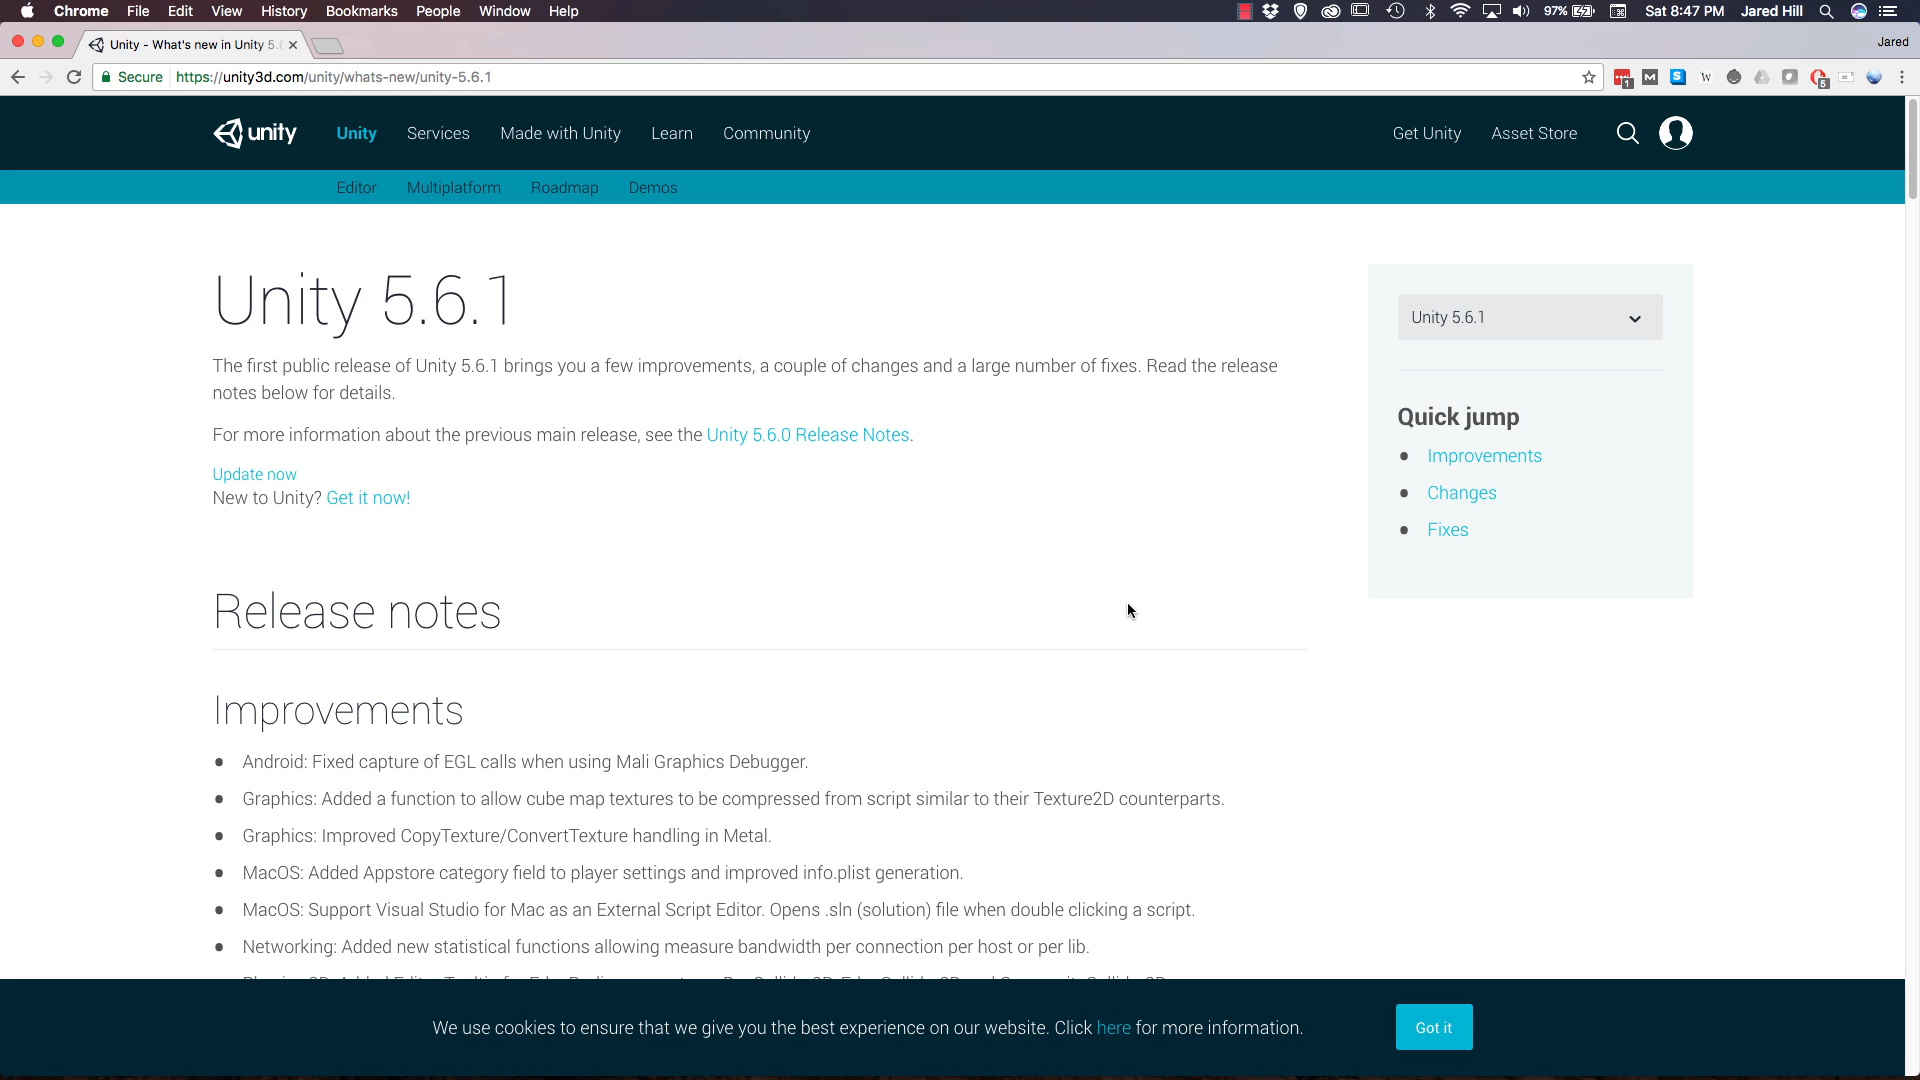 Chrome File Edit View History Bookmarks People Window Help 97% Sat 8:47 PM Jared Hill
Unity - What's new in Unity 5.6 Jared
Secure https://unity3d.com/unity/whats-new/unity-5.6.1
unity Unity Services Made with Unity Learn Community Get Unity Asset Store
Editor Multiplatform Roadmap Demos
Unity 5.6.1
The first public release of Unity 5.6.1 brings you a few improvements, a couple of changes and a large number of fixes. Read the release
notes below for details.
For more information about the previous main release, see the Unity 5.6.0 Release Notes.
Update now
New to Unity? Get it now!
Unity 5.6.1
Quick jump
Improvements
Changes
Fixes
Release notes
Improvements
Android: Fixed capture of EGL calls when using Mali Graphics Debugger.
Graphics: Added a function to allow cube map textures to be compressed from script similar to their Texture2D counterparts.
Graphics: Improved CopyTexture/ConvertTexture handling in Metal.
MacOS: Added Appstore category field to player settings and improved info.plist generation.
MacOS: Support Visual Studio for Mac as an External Script Editor. Opens .sln (solution) file when double clicking a script.
Networking: Added new statistical functions allowing measure bandwidth per connection per host or per lib.
We use cookies to ensure that we give you the best experience on our website. Click here for more information. Got it